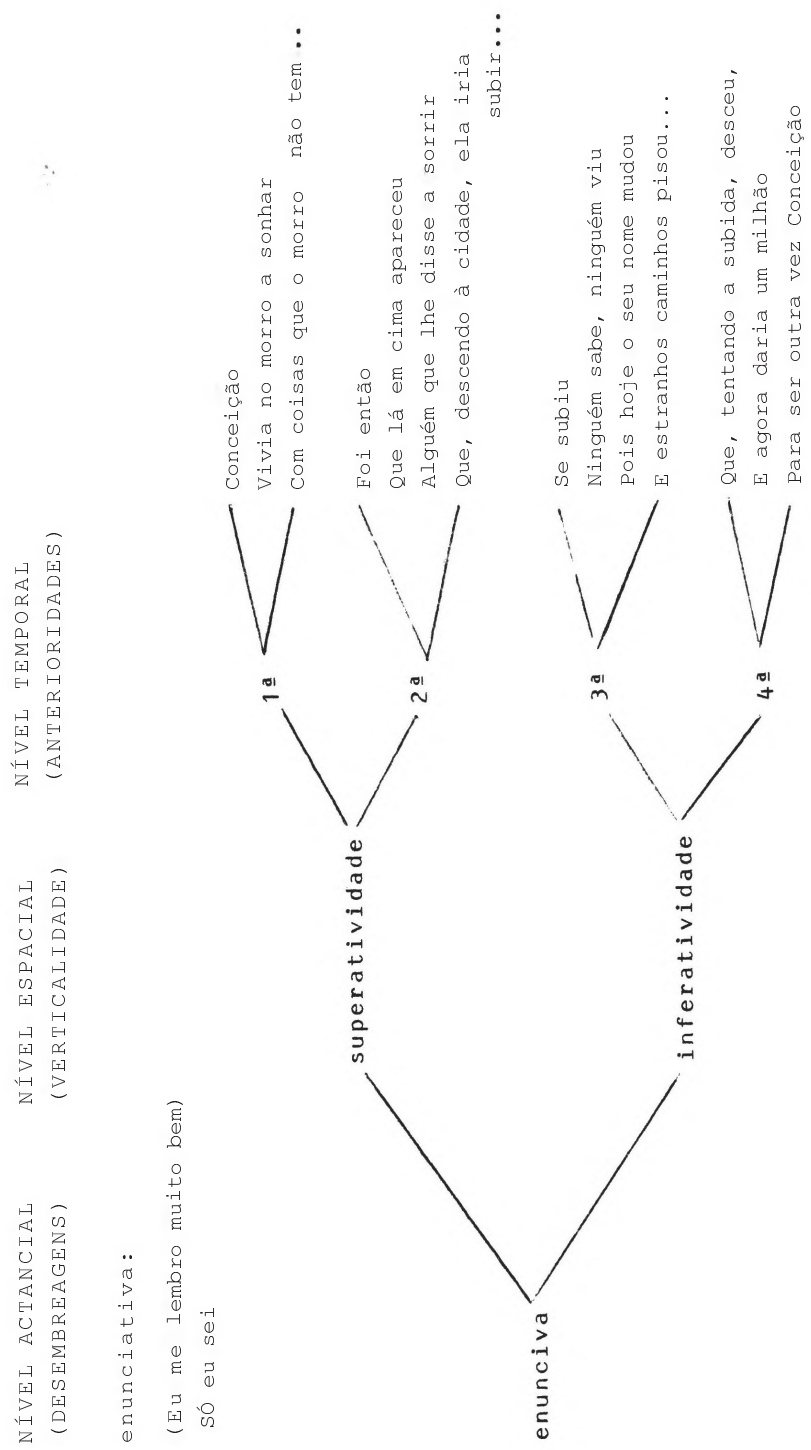 NÍVEL ACTANCIAL
(DESEMBREAGENS)
NÍVEL ESPACIAL
(VERTICALIDADE)
NÍVEL TEMPORAL
(ANTERIORIDADES)
enunciativa:
(Eu me lembro muito bem)
SÓ eu sei
enunciva
superatividade
inferatividade
1ª
Conceição
Vivia no morro a sonhar
Com coisas que o morro não tem..
2ª
Foi então
Que lá em cima apareceu
Alguém que lhe disse a sorrir
Que, descendo à cidade, ela iria
subir...
3ª
Se subiu
Ninguém sabe, ninguém viu
Pois hoje o seu nome mudou
E estranhos caminhos pisou...
4ª
Que, tentando a subida, desceu,
E agora daria um milhão
Para ser outra vez Conceição